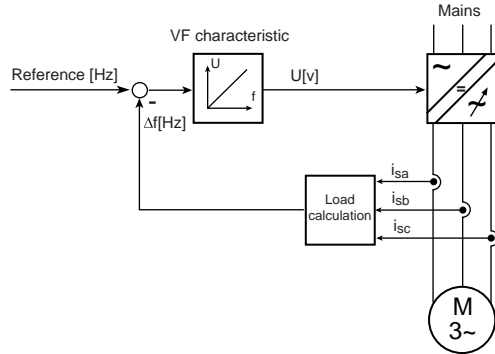 Mains
VF characteristic
Reference [Hz]
U
f
U[v]
~
=
~
-
Δf[Hz]
Load
calculation
isa
isb
isc
M
3~